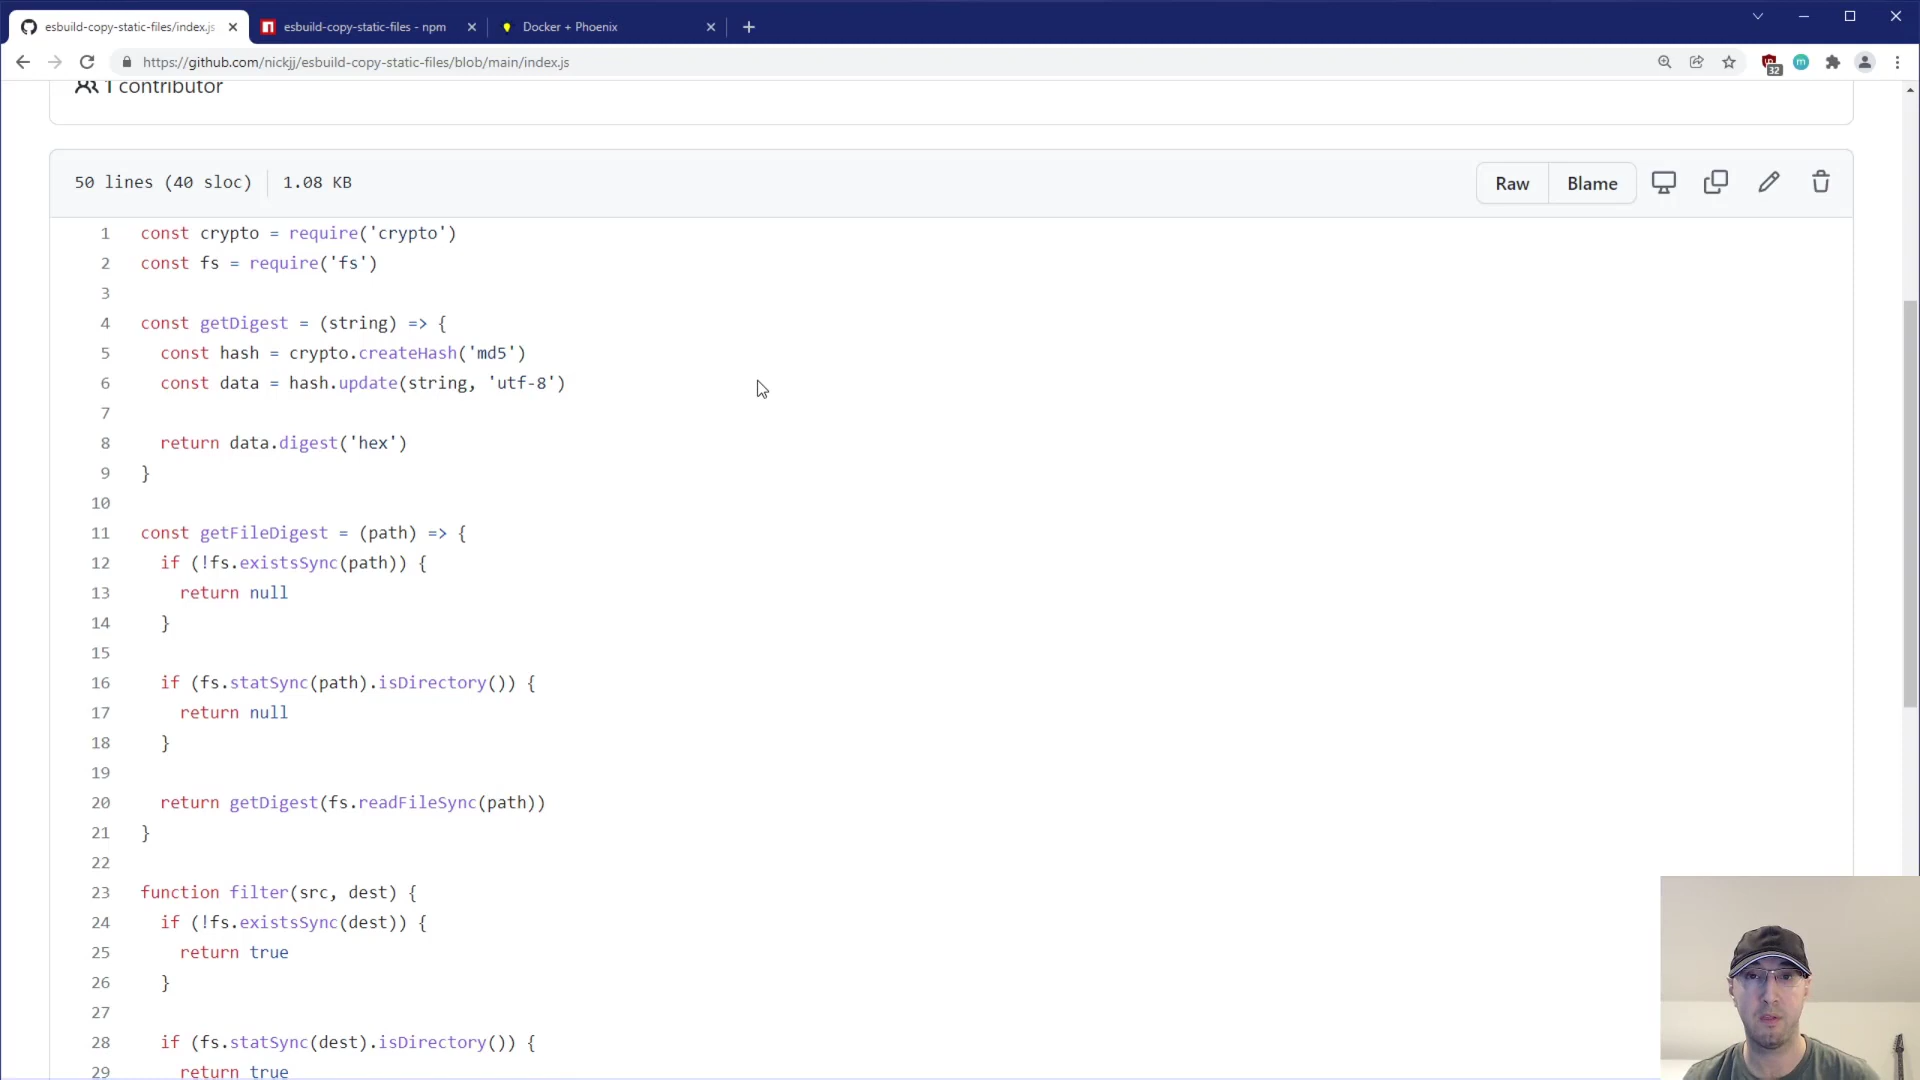 esbuild-copy-static-files/index.js
esbuild-copy-static-files - npm
Docker + Phoenix
https://github.com/nickjj/esbuild-copy-static-files/blob/main/index.js
32
1 contributor
50 lines (40 sloc)
1.08 KB
Raw
Blame
1 const crypto = require('crypto')
2 const fs = require('fs')
3
4 const getDigest = (string) => {
5 const hash = crypto.createHash('md5')
6 const data = hash.update(string, 'utf-8')
7
8 return data.digest('hex')
9 }
10
11 const getFileDigest = (path) => {
12 if (!fs.existsSync(path)) {
13 return null
14 }
15
16 if (fs.statSync(path).isDirectory()) {
17 return null
18 }
19
20 return getDigest(fs.readFileSync(path))
21 }
22
23 function filter(src, dest) {
24 if (!fs.existsSync(dest)) {
25 return true
26 }
27
28 if (fs.statSync(dest).isDirectory()) {
29 return true